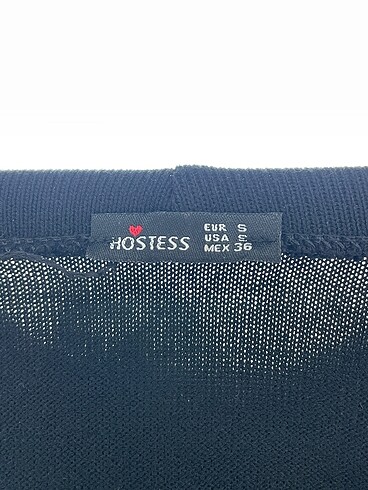 HOSTESS
EUR S
USA S
MEX 36